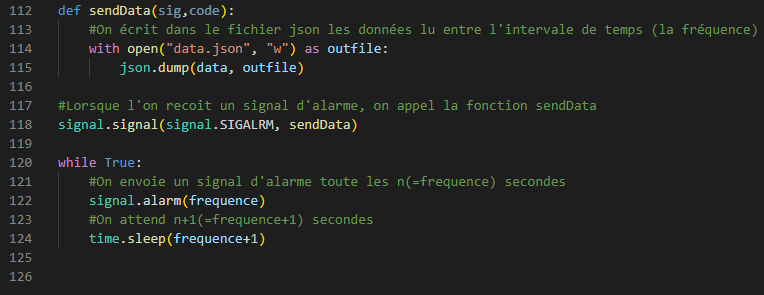 112 def sendData(sig,code):
113 #On écrit dans le fichier json les données lu entre l'intervale de temps (la fréquence)
114 with open("data.json", "w") as outfile:
115 json.dump(data, outfile)
116
117 #Lorsque l'on recoit un signal d'alarme, on appel la fonction sendData
118 signal.signal(signal.SIGALRM, sendData)
119
120 while True:
121 #On envoie un signal d'alarme toute les n(=frequence) secondes
122 signal.alarm(frequence)
123 #On attend n+1(=frequence+1) secondes
124 time.sleep(frequence+1)
125
126